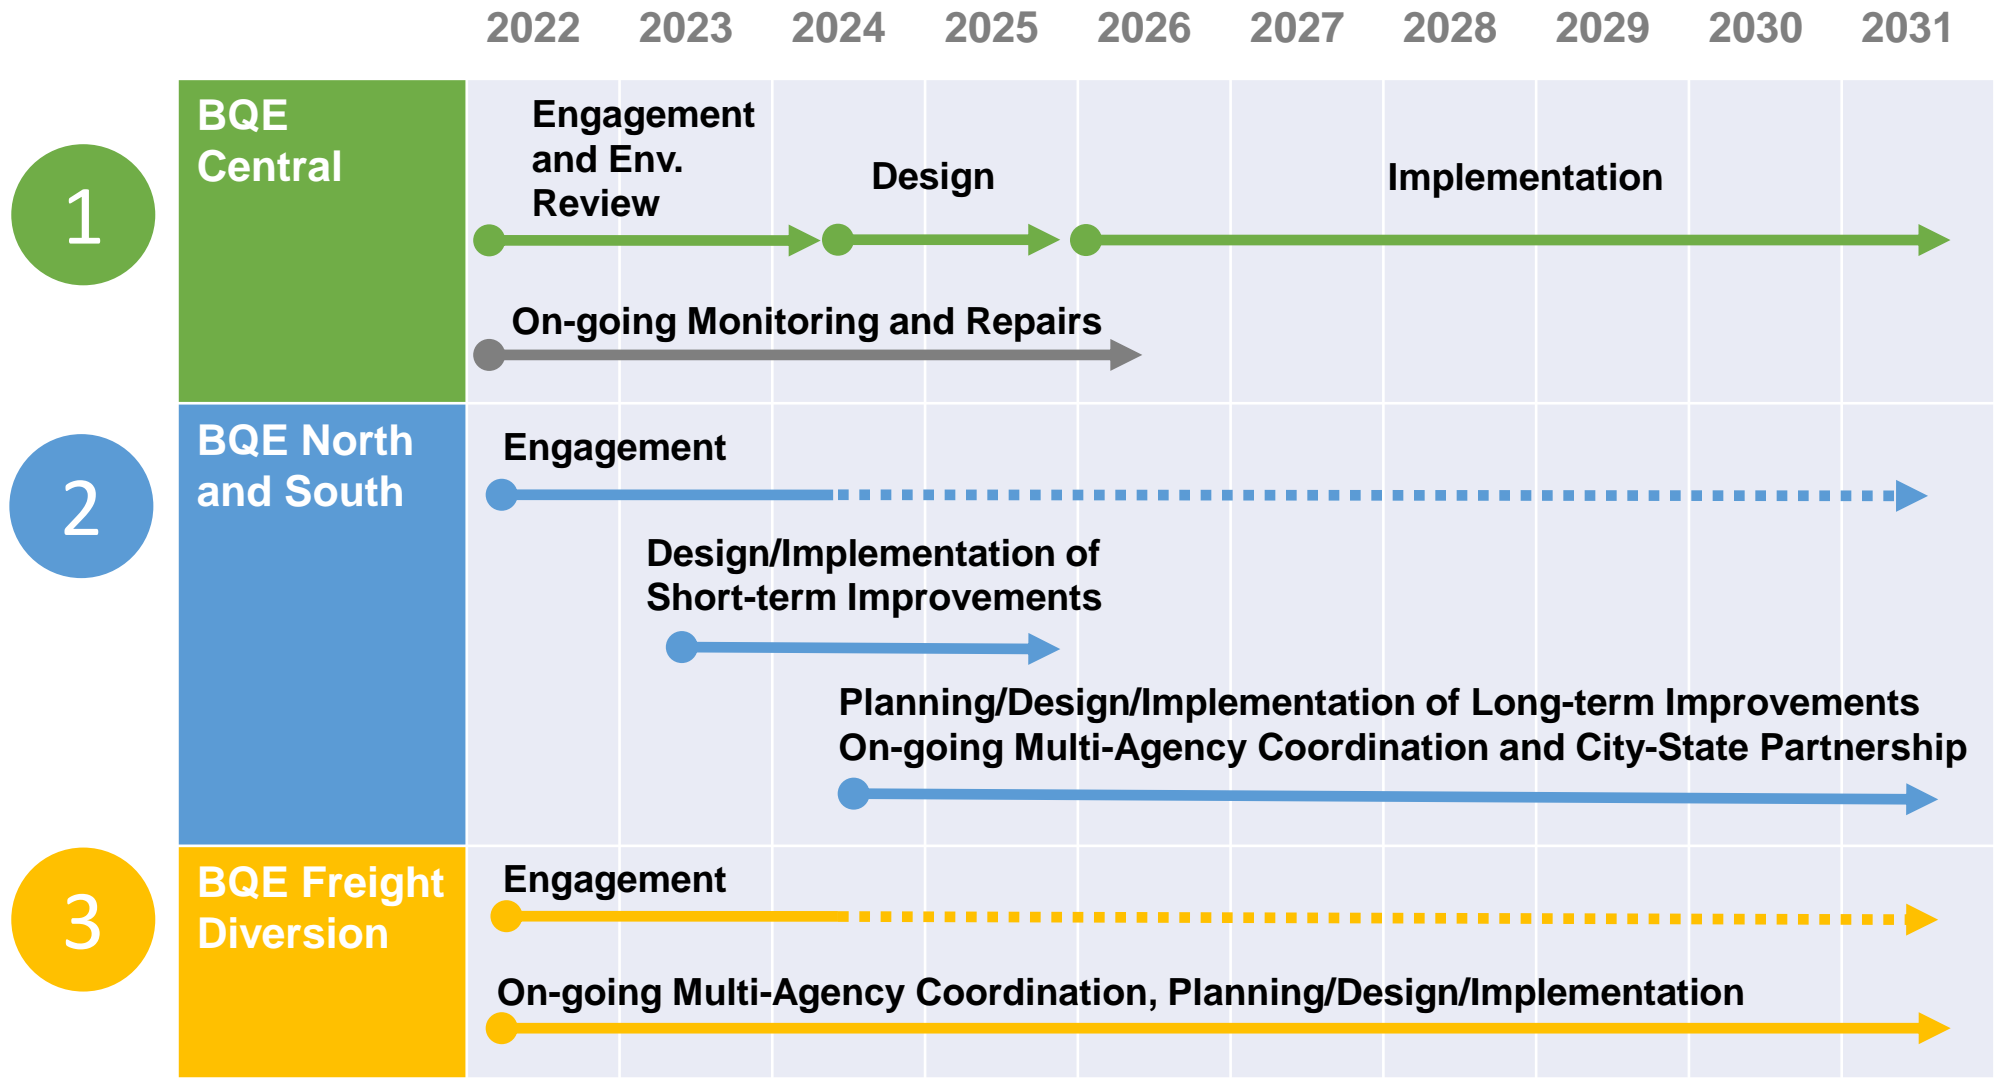 2022 2023 2024 2025 2026 2027 2028 2029 2030 2031
1
BQE
Central
Engagement
and Env.
Review
Design
Implementation
On-going Monitoring and Repairs
2
BQE North
and South
Engagement
Design/Implementation of
Short-term Improvements
Planning/Design/Implementation of Long-term Improvements
On-going Multi-Agency Coordination and City-State Partnership
3
BQE Freight
Diversion
Engagement
On-going Multi-Agency Coordination, Planning/Design/Implementation